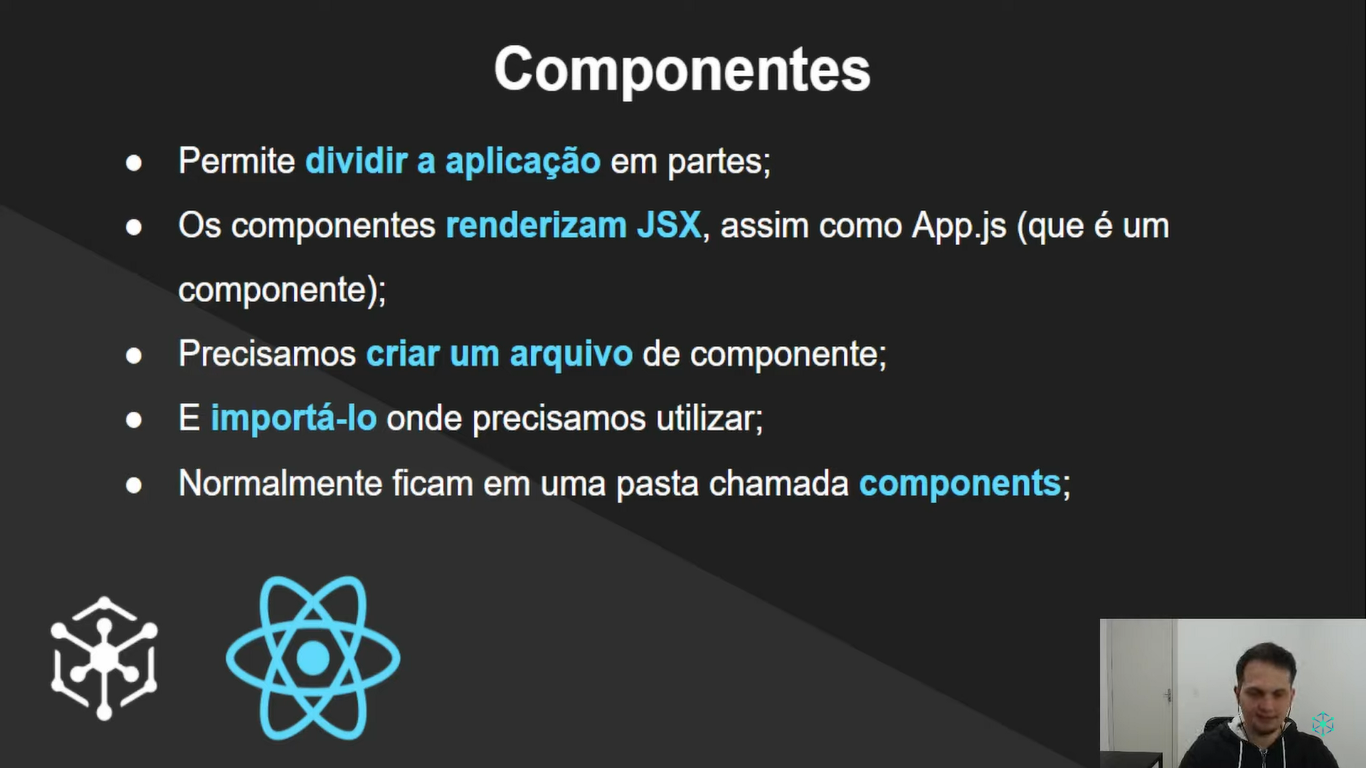 Componentes
● Permite dividir a aplicação em partes;
● Os componentes renderizam JSX, assim como App.js (que é um
componente);
● Precisamos criar um arquivo de componente;
● E importá-lo onde precisamos utilizar;
● Normalmente ficam em uma pasta chamada components;